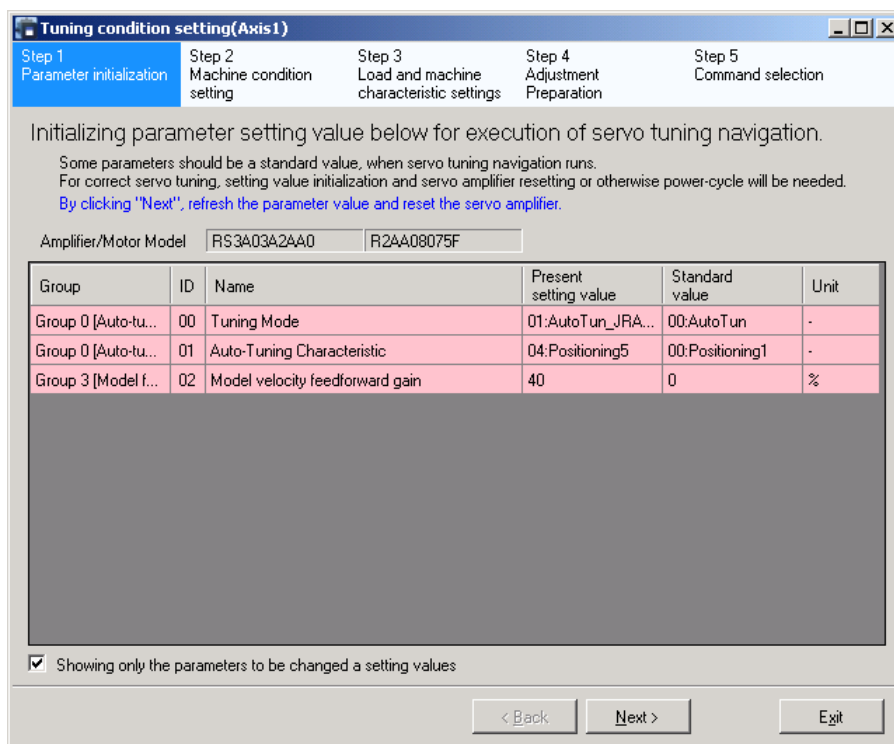 Tuning condition setting(Axis1)
Step 1
Parameter initialization
Step 2
Machine condition
setting
Step 3
Load and machine
characteristic settings
Step 4
Adjustment
Preparation
Step 5
Command selection
Initializing parameter setting value below for execution of servo tuning navigation.
Some parameters should be a standard value, when servo tuning navigation runs.
For correct servo tuning, setting value initialization and servo amplifier resetting or otherwise power-cycle will be needed.
By clicking "Next", refresh the parameter value and reset the servo amplifier.
Amplifier/Motor Model RS3A03A2AA0 R2AA08075F
Group ID Name Present setting value Standard value Unit
Group 0 [Auto-tu... 00 Tuning Mode 01:AutoTun_JRA... 00:AutoTun -
Group 0 [Auto-tu... 01 Auto-Tuning Characteristic 04:Positioning5 00:Positioning1 -
Group 3 [Model f... 02 Model velocity feedforward gain 40 0 %
Showing only the parameters to be changed a setting values
< Back Next > Exit